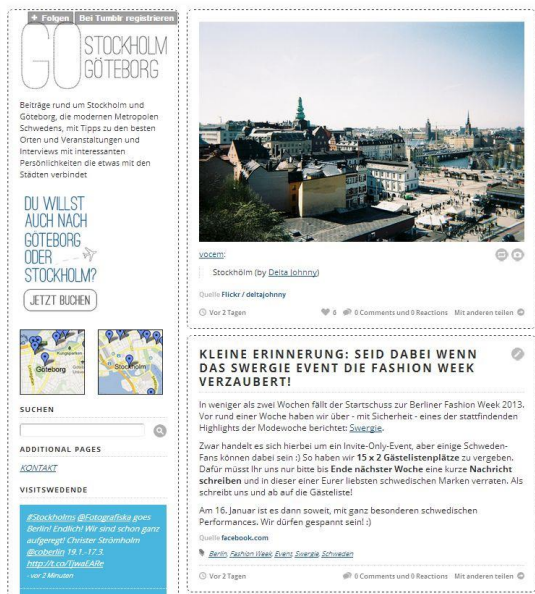 + Folgen
Bei Tumblr registrieren
GO STOCKHOLM
GÖTEBORG
Beiträge rund um Stockholm und
Göteborg, die modernen Metropolen
Schwedens, mit Tipps zu den besten
Orten und Veranstaltungen und
Interviews mit interessanten
Persönlichkeiten die etwas mit den
Städten verbindet
DU WILLST
AUCH NACH
GÖTEBORG
ODER
STOCKHOLM?
JETZT BUCHEN
Göteborg
Kungsparken
Stockholm
SUCHEN
ADDITIONAL PAGES
KONTAKT
VISITSWEDENDE
#Stockholms @Fotografiska goes
Berlin! Endlich! Wir sind schon ganz
aufgeregt! Christer Strömholm
@coberlin 19.1.-17.3.
http://t.co/TjwaEARe
- vor 2 Minuten
vocem:
Stockholm (by Delta Johnny)
Quelle Flickr / deltajohnny
Vor 2 Tagen
6
0 Comments und 0 Reactions
Mit anderen teilen
KLEINE ERINNERUNG: SEID DABEI WENN
DAS SWERGIE EVENT DIE FASHION WEEK
VERZAUBERT!
In weniger als zwei Wochen fällt der Startschuss zur Berliner Fashion Week 2013.
Vor rund einer Woche haben wir über - mit Sicherheit - eines der stattfindenden
Highlights der Modewoche berichtet: Swergie.
Zwar handelt es sich hierbei um ein Invite-Only-Event, aber einige Schweden-
Fans können dabei sein :) So haben wir 15 x 2 Gästelistenplätze zu vergeben.
Dafür müsst Ihr uns nur bitte bis Ende nächster Woche eine kurze Nachricht
schreiben und in dieser einer Eurer liebsten schwedischen Marken verraten. Als
schreibt uns und ab auf die Gästeliste!
Am 16. Januar ist es dann soweit, mit ganz besonderen schwedischen
Performances. Wir dürfen gespannt sein! :)
Quelle facebook.com
Berlin, Fashion Week, Event, Swergie, Schweden
Vor 2 Tagen
0 Comments und 0 Reactions
Mit anderen teilen